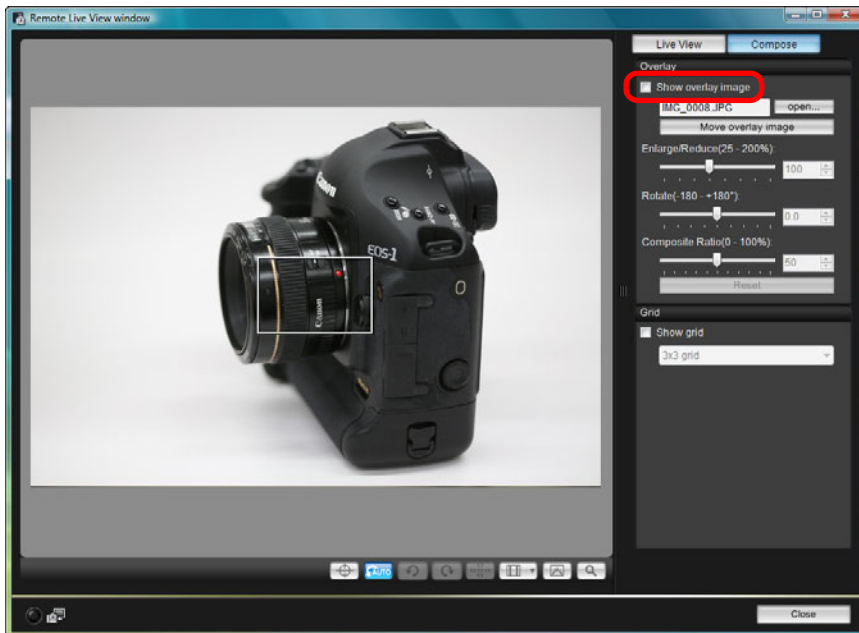 Remote Live View window
Live View
Compose
Overlay
Show overlay image
IMG_0008.JPG
open...
Move overlay image
Enlarge/Reduce(25 - 200%):
100
Rotate(-180 - +180°):
0.0
Composite Ratio(0 - 100%):
50
Reset
Grid
Show grid
3x3 grid
Canon
EOS-1
Canon
AUTO
Close